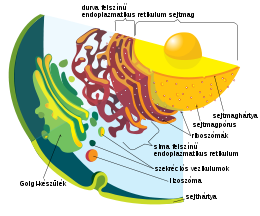 durva felszínű
endoplazmatikus retikulum sejtmag
sejtmaghártya
sejtmagpórus
riboszómák
sima felszínű
endoplazmatikus retikulum
szekréciós vezikulumok
lizoszóma
Golgi-készülék
sejthártya